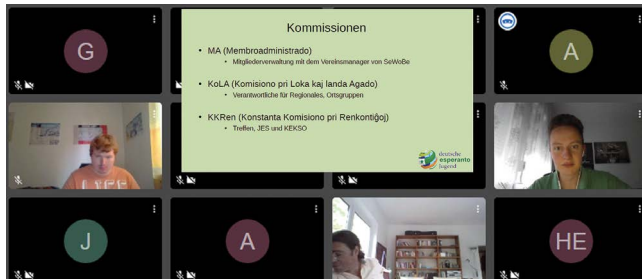 G
Kommissionen
• MA (Membroadministrado)
• Mitgliederverwaltung mit dem Vereinsmanager von SeWoBe
• KoLA (Komisiono pri Loka kaj landa Agado)
• Verantwortliche für Regionales, Ortsgruppen
• KKRen (Konstanta Komisiono pri Renkontiĝoj)
• Treffen, JES und KEKSO
deutsche
esperanto
jugend
A
J
A
HE